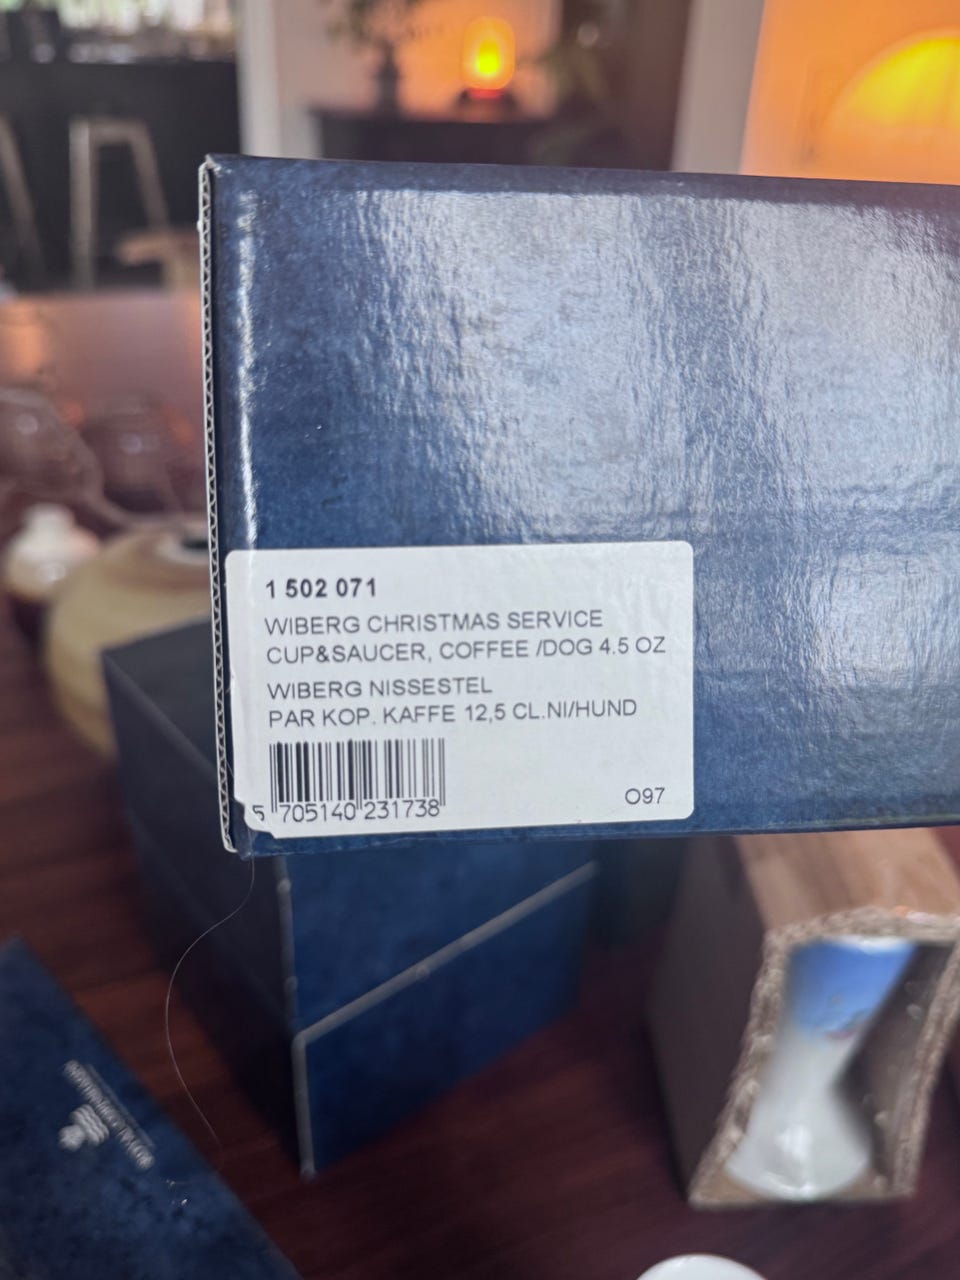 1 502 071
WIBERG CHRISTMAS SERVICE
CUP&SAUCER, COFFEE /DOG 4.5 OZ
WIBERG NISSESTEL
PAR KOP. KAFFE 12,5 CL.NI/HUND
5 705140 231738
O97